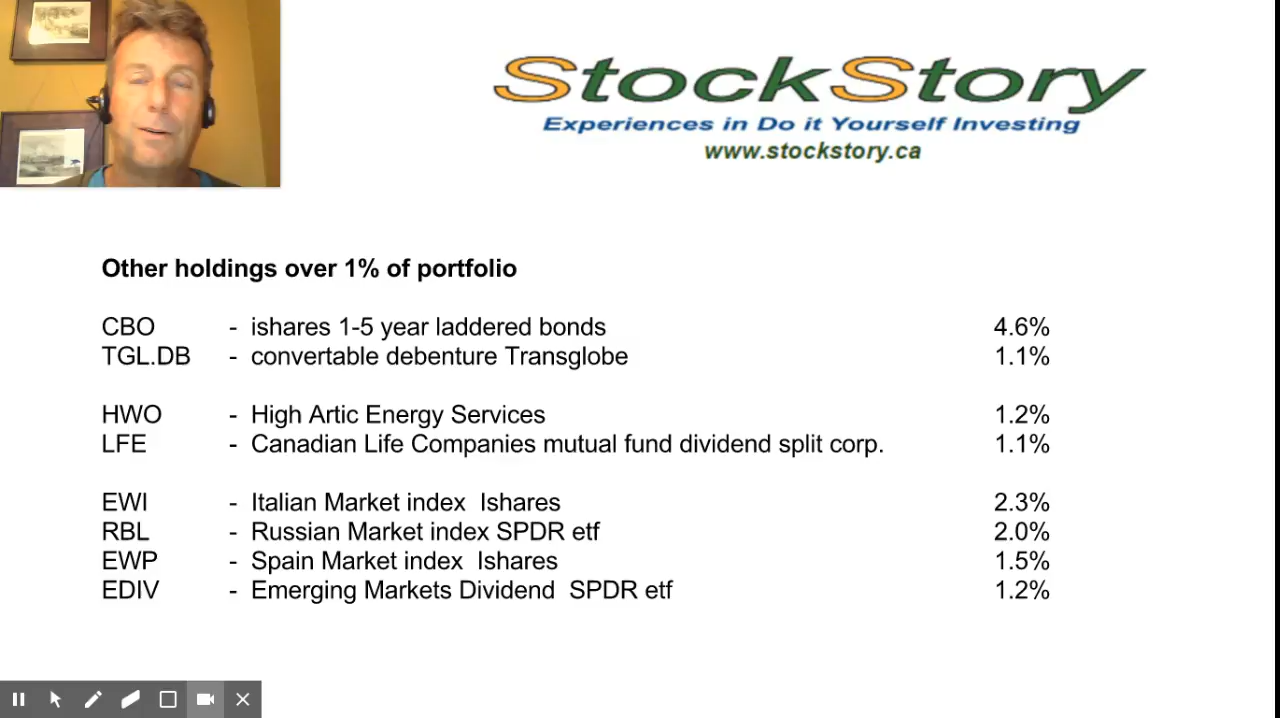 StockStory
Experiences in Do it Yourself Investing
www.stockstory.ca
Other holdings over 1% of portfolio
CBO - ishares 1-5 year laddered bonds 4.6%
TGL.DB - convertable debenture Transglobe 1.1%
HWO - High Artic Energy Services 1.2%
LFE - Canadian Life Companies mutual fund dividend split corp. 1.1%
EWI - Italian Market index Ishares 2.3%
RBL - Russian Market index SPDR etf 2.0%
EWP - Spain Market index Ishares 1.5%
EDIV - Emerging Markets Dividend SPDR etf 1.2%